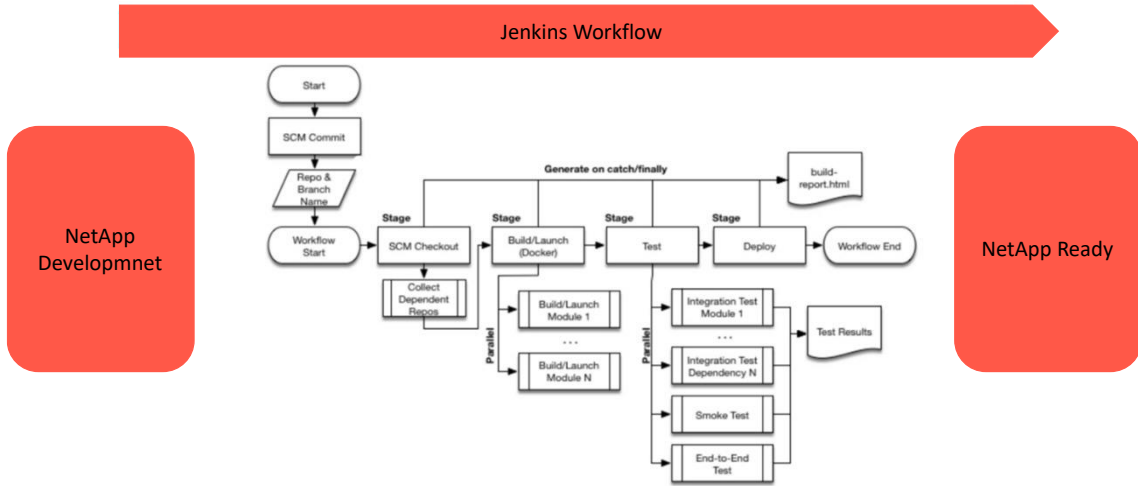 Jenkins Workflow
Start
SCM Commit
Repo &
Branch
Name
Generate on catch/finally
build-
report.html
NetApp
Developmnet
Workflow
Start
Stage
SCM Checkout
Stage
Build/Launch
(Docker)
Stage
Test
Stage
Deploy
Workflow End
NetApp Ready
Collect
Dependent
Repos
Parallel
Build/Launch
Module 1
...
Build/Launch
Module N
Parallel
Integration Test
Module 1
...
Integration Test
Dependency N
Smoke Test
End-to-End
Test
Test Results